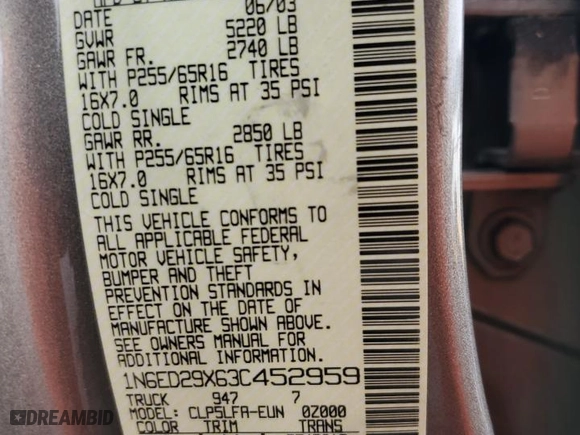 DATE 06/03
GVWR 5220 LB
GAWR FR. 2740 LB
WITH P255/65R16 TIRES
16X7.0 RIMS AT 35 PSI
COLD SINGLE
GAWR RR. 2850 LB
WITH P255/65R16 TIRES
16X7.0 RIMS AT 35 PSI
COLD SINGLE
THIS VEHICLE CONFORMS TO
ALL APPLICABLE FEDERAL
MOTOR VEHICLE SAFETY,
BUMPER AND THEFT
PREVENTION STANDARDS IN
EFFECT ON THE DATE OF
MANUFACTURE SHOWN ABOVE.
SEE OWNERS MANUAL FOR
ADDITIONAL INFORMATION.
1N6ED29X63C452959
TRUCK 947 7
MODEL: CLP5LFA-EUN 02000
COLOR TRIM TRANS
DREAMBID